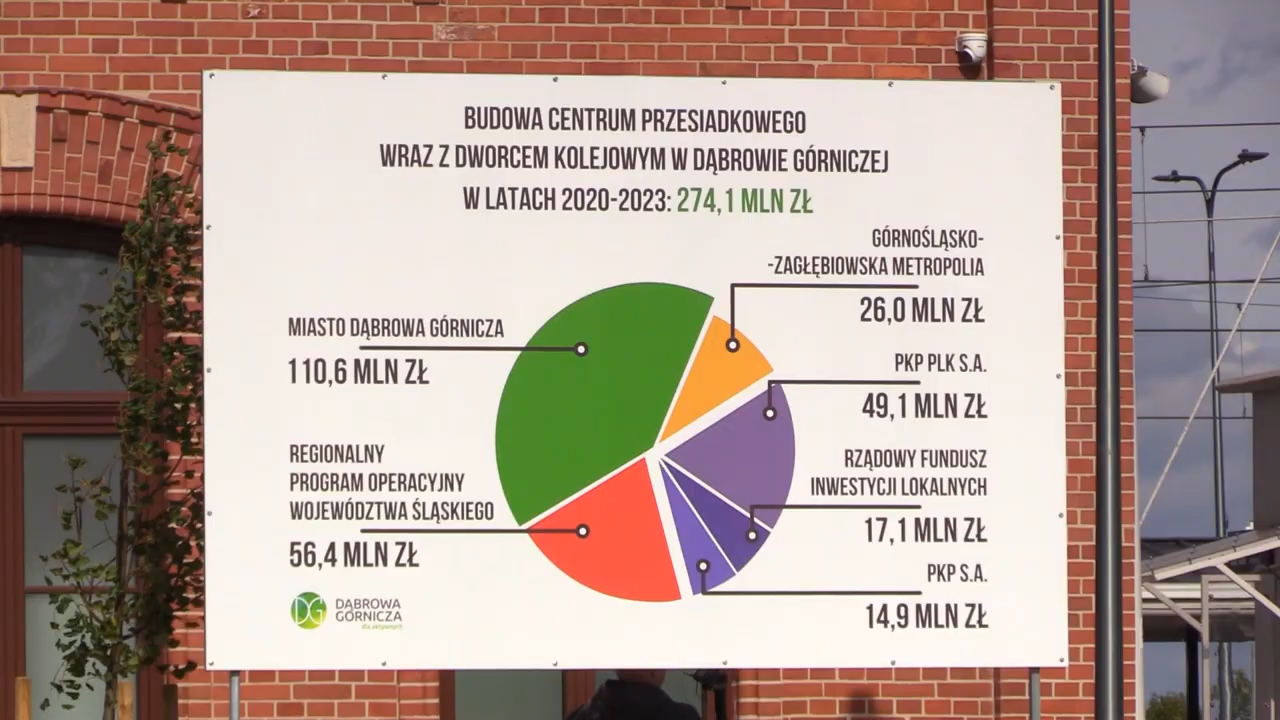 BUDOWA CENTRUM PRZESIADKOWEGO
WRAZ Z DWORCEM KOLEJOWYM W DĄBROWIE GÓRNICZEJ
W LATACH 2020-2023: 274,1 MLN ZŁ
GÓRNOŚLĄSKO-
-ZAGŁĘBIOWSKA METROPOLIA
26,0 MLN ZŁ
MIASTO DĄBROWA GÓRNICZA
110,6 MLN ZŁ
PKP PLK S.A.
49,1 MLN ZŁ
REGIONALNY
PROGRAM OPERACYJNY
WOJEWÓDZTWA ŚLĄSKIEGO
56,4 MLN ZŁ
RZĄDOWY FUNDUSZ
INWESTYCJI LOKALNYCH
17,1 MLN ZŁ
PKP S.A.
14,9 MLN ZŁ
DG
DĄBROWA
GÓRNICZA
dla aktywnych